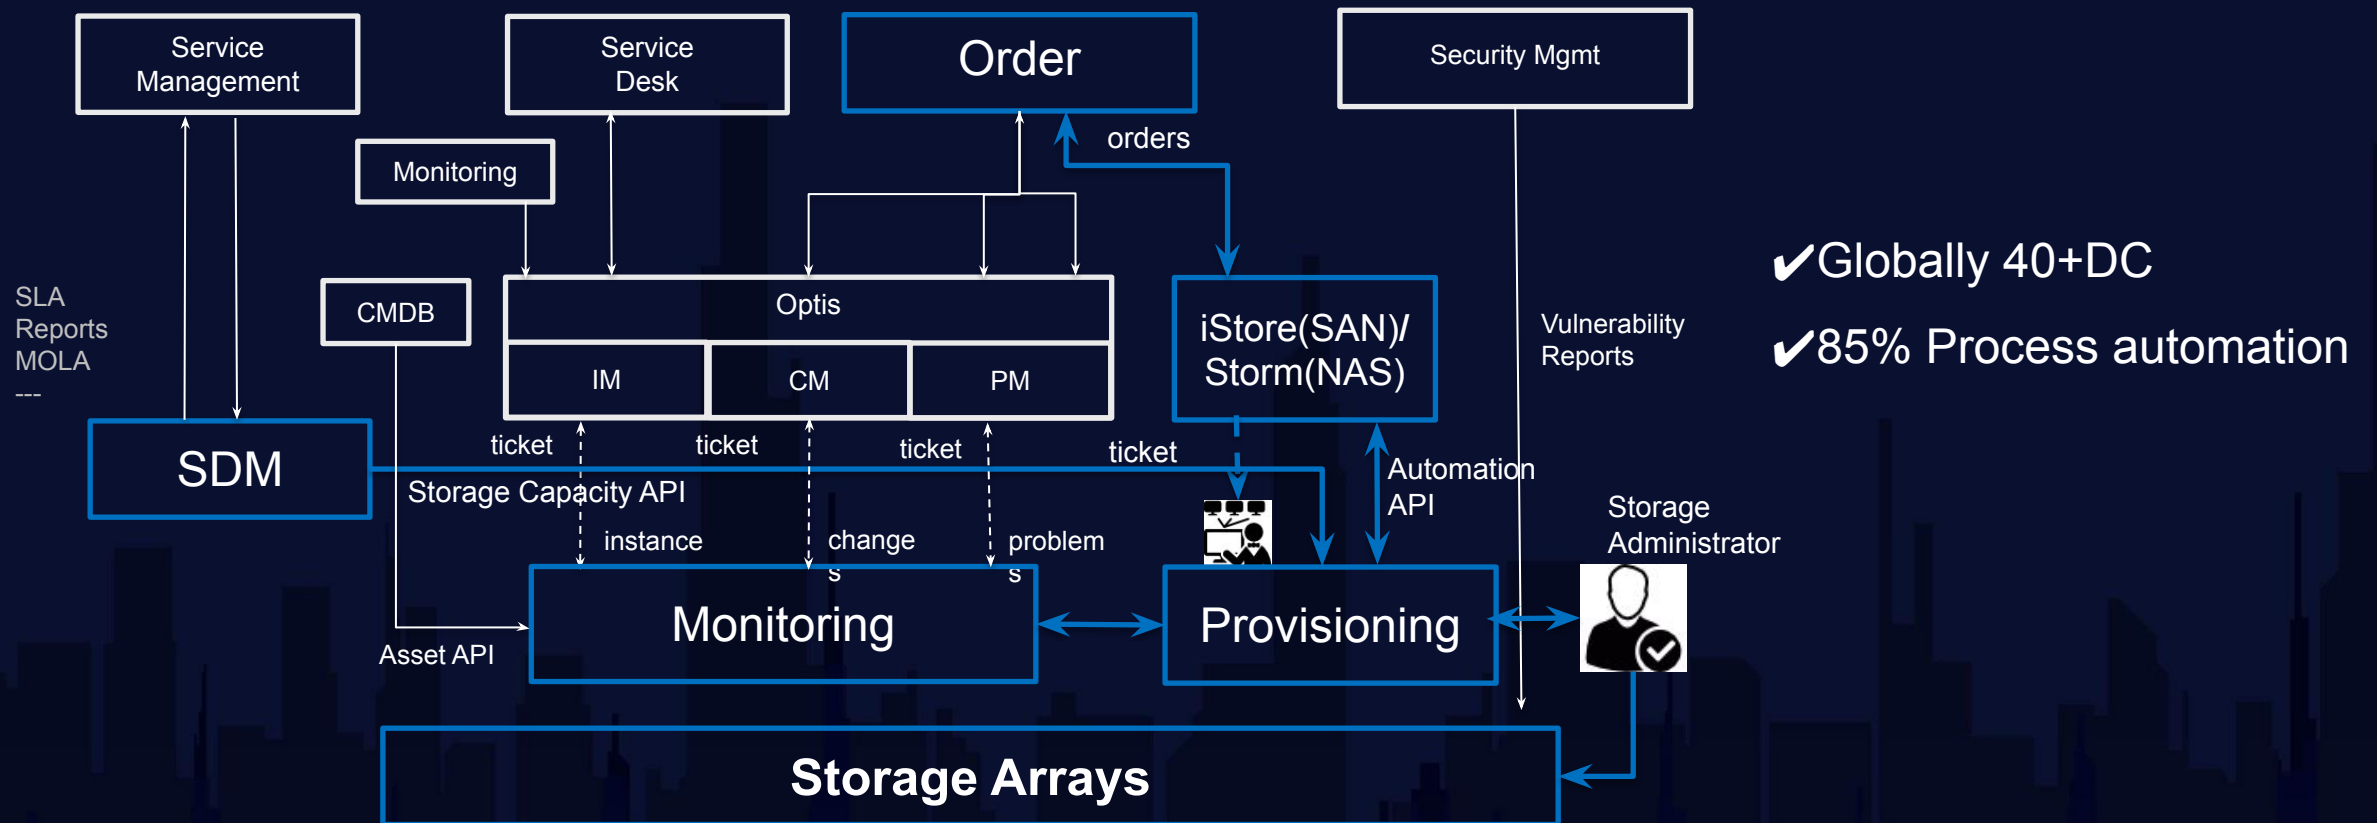 Service
Management
Service
Desk
Order
Security Mgmt
orders
Monitoring
SLA
Reports
MOLA
---
CMDB
Optis
IM
CM
PM
iStore(SAN)/
Storm(NAS)
Vulnerability
Reports
✔Globally 40+DC
✔85% Process automation
SDM
ticket
ticket
ticket
ticket
Storage Capacity API
Automation
API
instance
change
s
problem
s
Storage
Administrator
Asset API
Monitoring
Provisioning
Storage Arrays